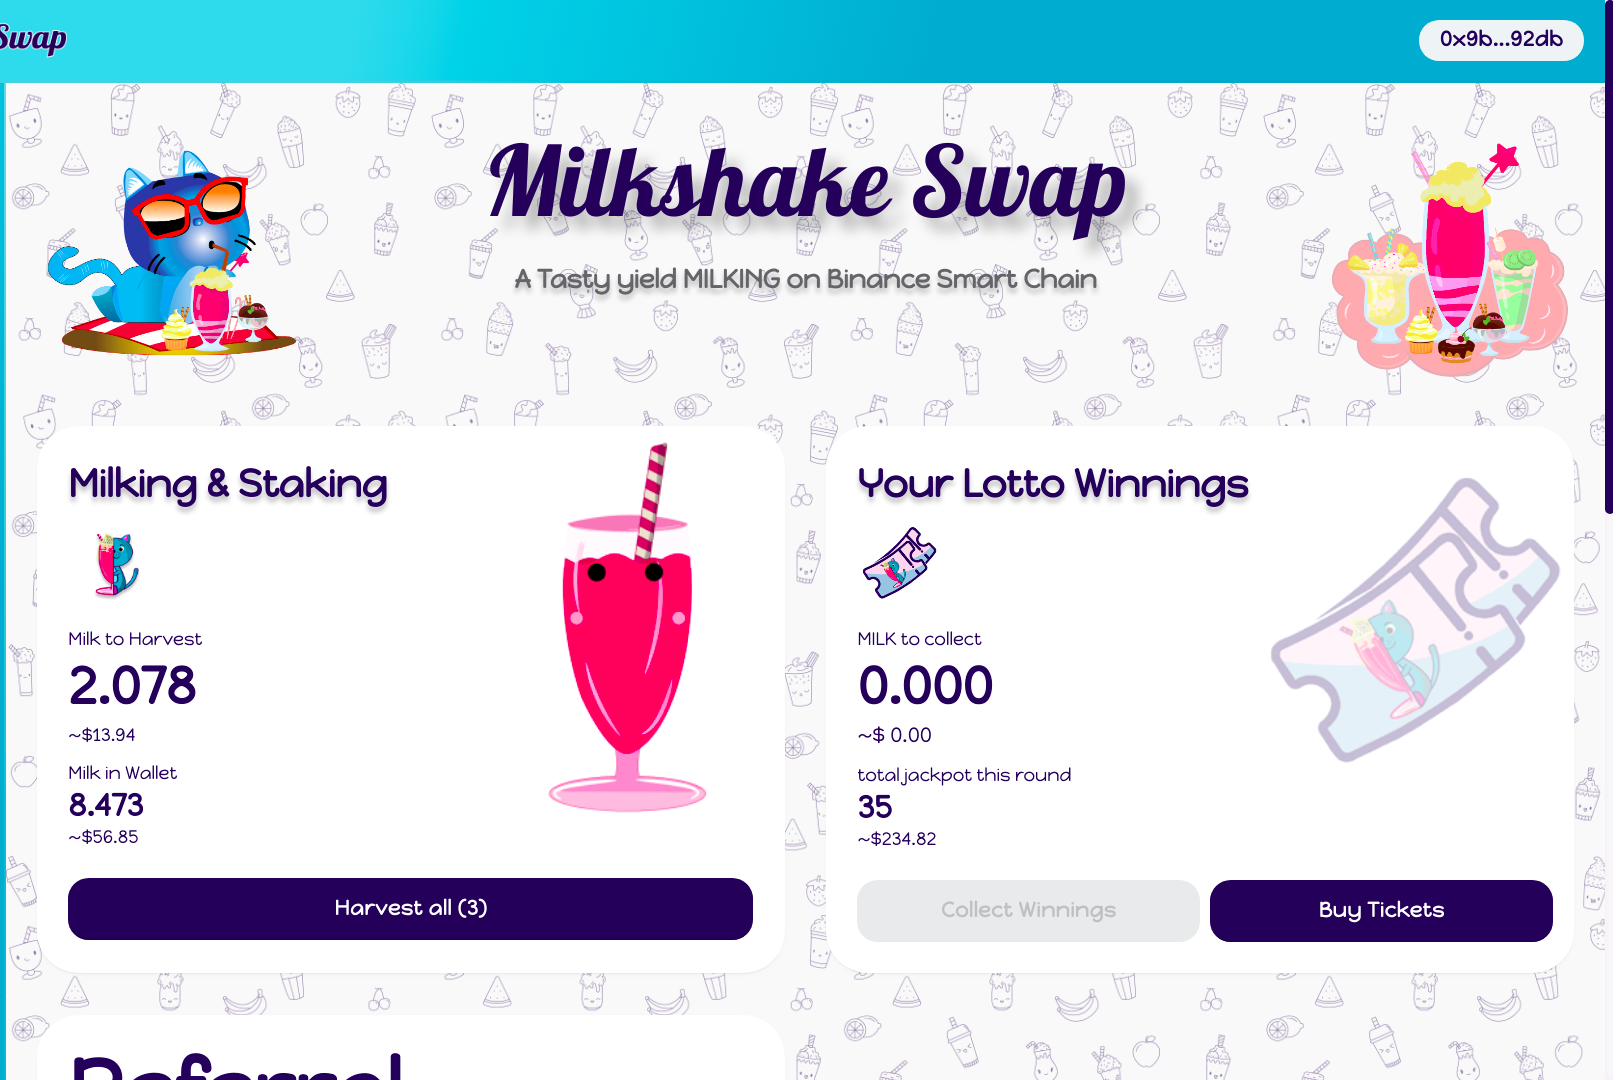 Swap
0x9b...92db
Milkshake Swap
A Tasty yield MILKING on Binance Smart Chain
Milking & Staking
Milk to Harvest
2.078
~$13.94
Milk in Wallet
8.473
~$56.85
Harvest all (3)
Your Lotto Winnings
MILK to collect
0.000
~$ 0.00
total jackpot this round
35
~$234.82
Collect Winnings
Buy Tickets
Referral